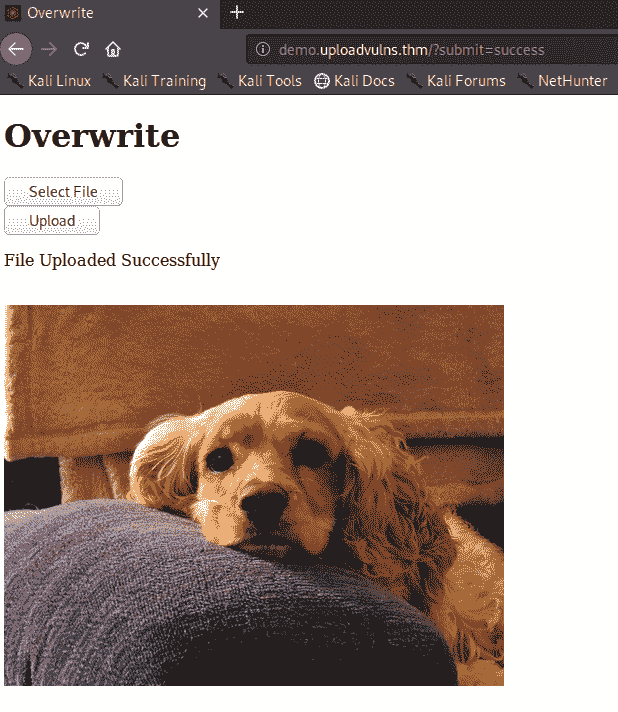 Overwrite
demo.uploadvulns.thm/?submit=success
Kali Linux Kali Training Kali Tools Kali Docs Kali Forums NetHunter
Overwrite
Select File
Upload
File Uploaded Successfully